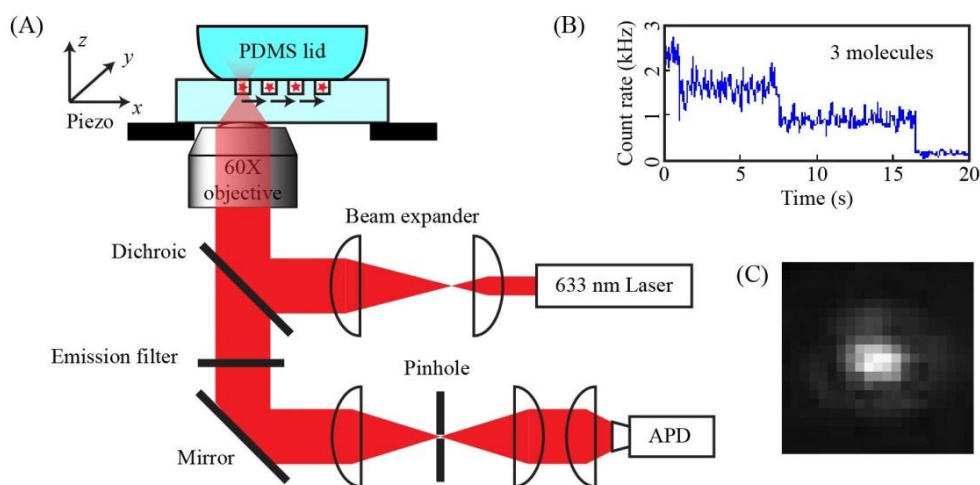 (A)
z
y
x
Piezo
PDMS lid
60X
objective
Beam expander
Dichroic
633 nm Laser
Emission filter
Pinhole
Mirror
APD
(B)
3 molecules
Count rate (kHz)
3
2
1
0
0
5
10
15
20
Time (s)
(C)